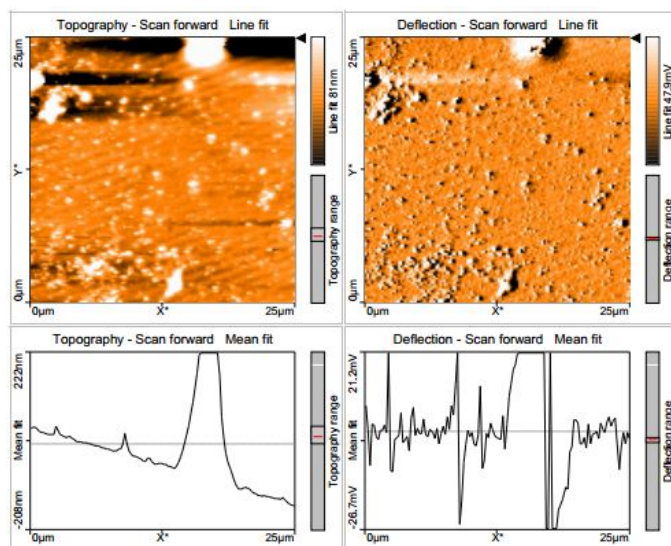 Topography - Scan forward Line fit
25µm
Y*
0µm
0µm
X*
25µm
Line fit 81nm
Topography range
Deflection - Scan forward Line fit
25µm
Y*
0µm
0µm
X*
25µm
Line fit 47.9mV
Deflection range
Topography - Scan forward Mean fit
222nm
Mean fit
-208nm
0µm
X*
25µm
Topography range
Deflection - Scan forward Mean fit
21.2mV
Mean fit
-26.7mV
0µm
X*
25µm
Deflection range